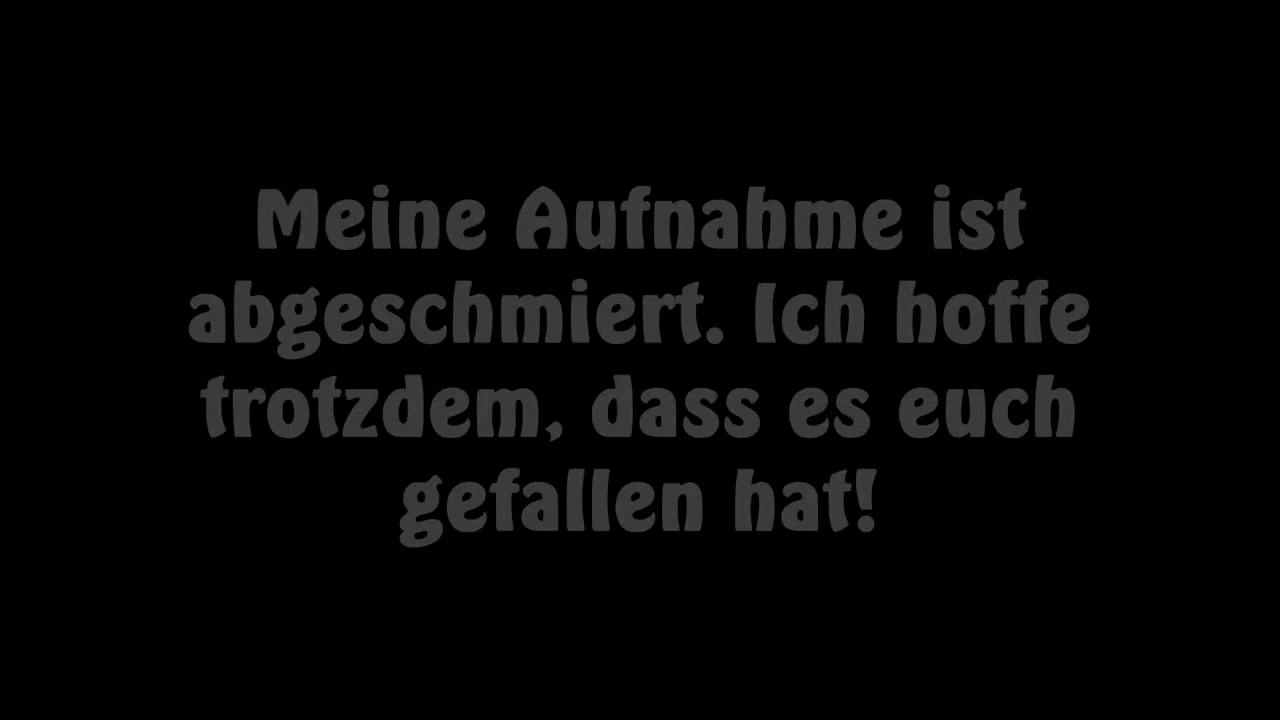 Meine Aufnahme ist
abgeschmiert. Ich hoffe
trotzdem, dass es euch
gefallen hat!